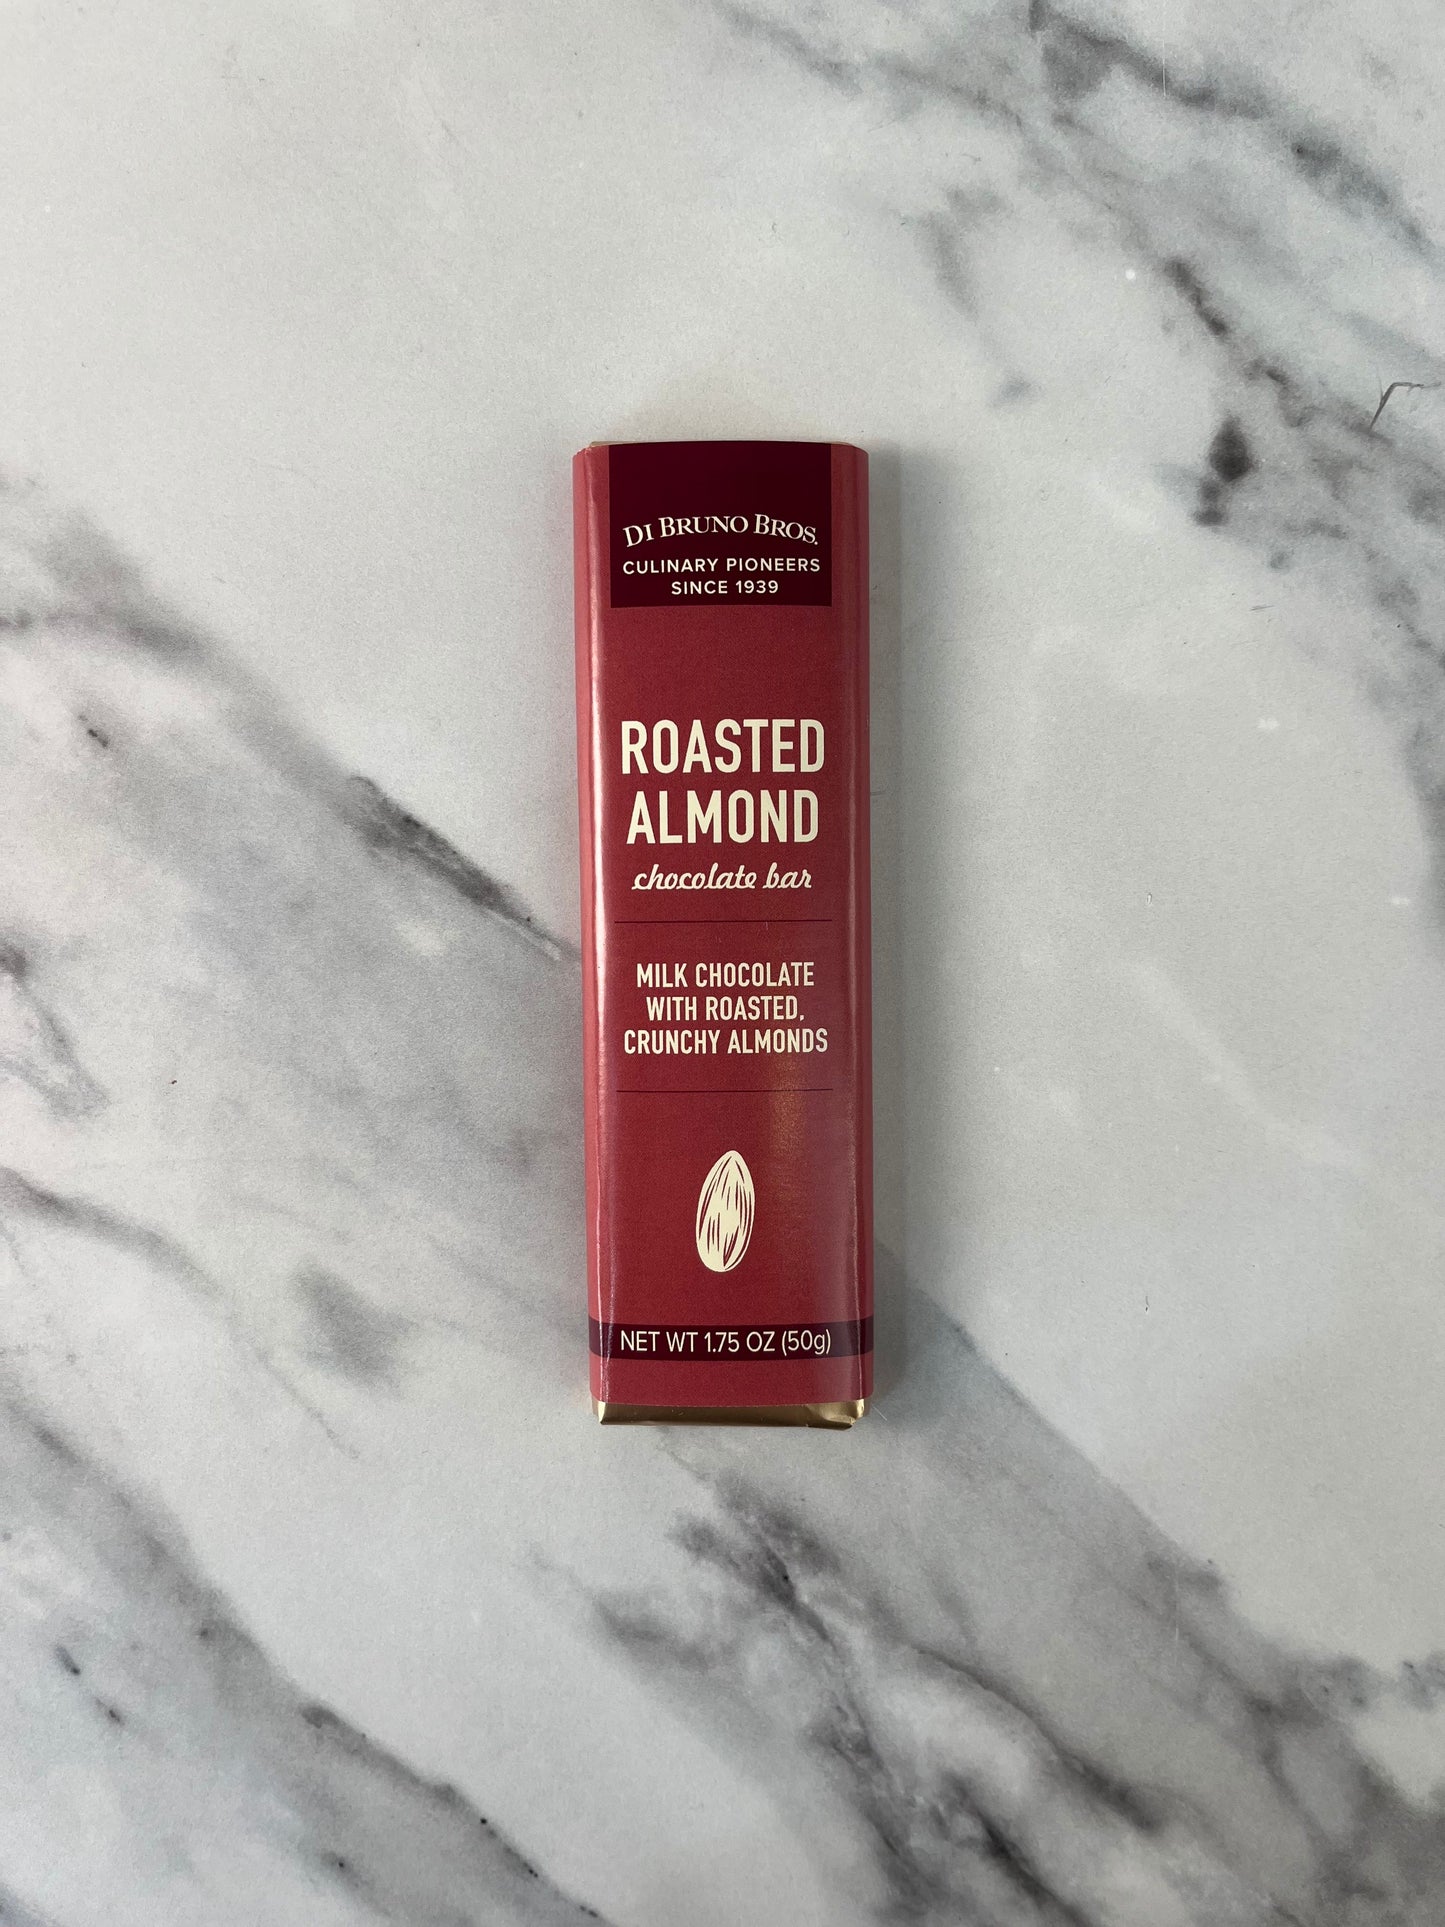 DI BRUNO BROS.
CULINARY PIONEERS
SINCE 1939
ROASTED
ALMOND
chocolate bar
MILK CHOCOLATE
WITH ROASTED,
CRUNCHY ALMONDS
NET WT 1.75 OZ (50g)